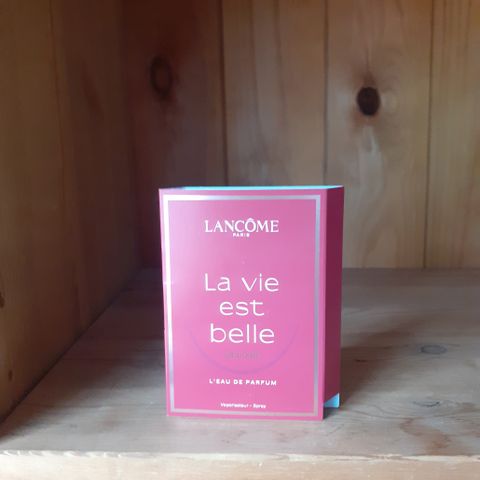 LANCÔME
PARIS
La vie
est
belle
L'EAU DE PARFUM
Vaporisateur - Spray